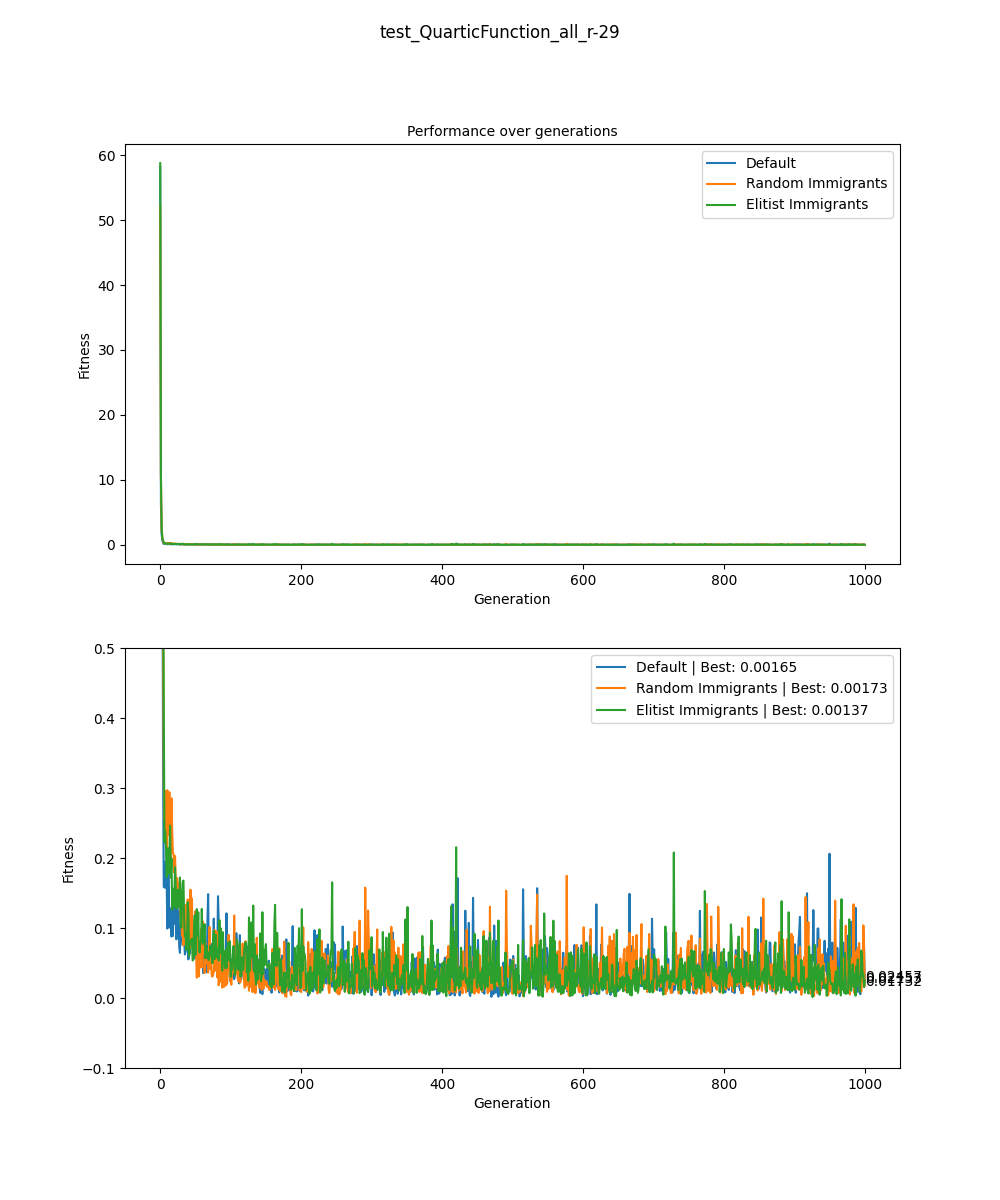 test_QuarticFunction_all_r-29
Performance over generations
60
50
40
30
20
10
0
Fitness
Default
Random Immigrants
Elitist Immigrants
0
200
400
600
800
1000
Generation
0.5
0.4
0.3
0.2
0.1
0.0
−0.1
Fitness
Default | Best: 0.00165
Random Immigrants | Best: 0.00173
Elitist Immigrants | Best: 0.00137
0
200
400
600
800
1000
Generation